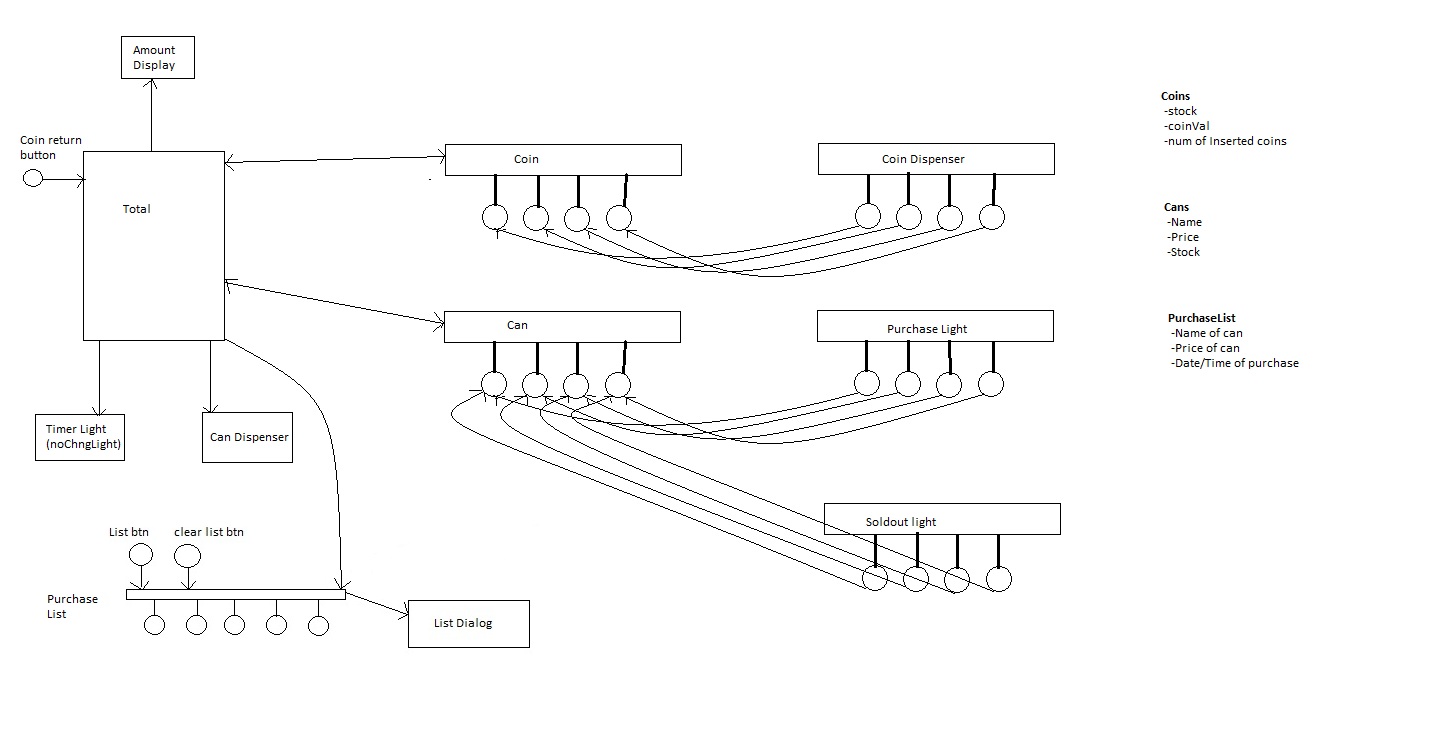 Amount
Display
Coin return
button
Total
Coin
Coin Dispenser
Can
Purchase Light
Timer Light
(noChngLight)
Can Dispenser
Soldout light
List btn
clear list btn
Purchase
List
List Dialog
Coins
-stock
-coinVal
-num of Inserted coins
Cans
-Name
-Price
-Stock
PurchaseList
-Name of can
-Price of can
-Date/Time of purchase